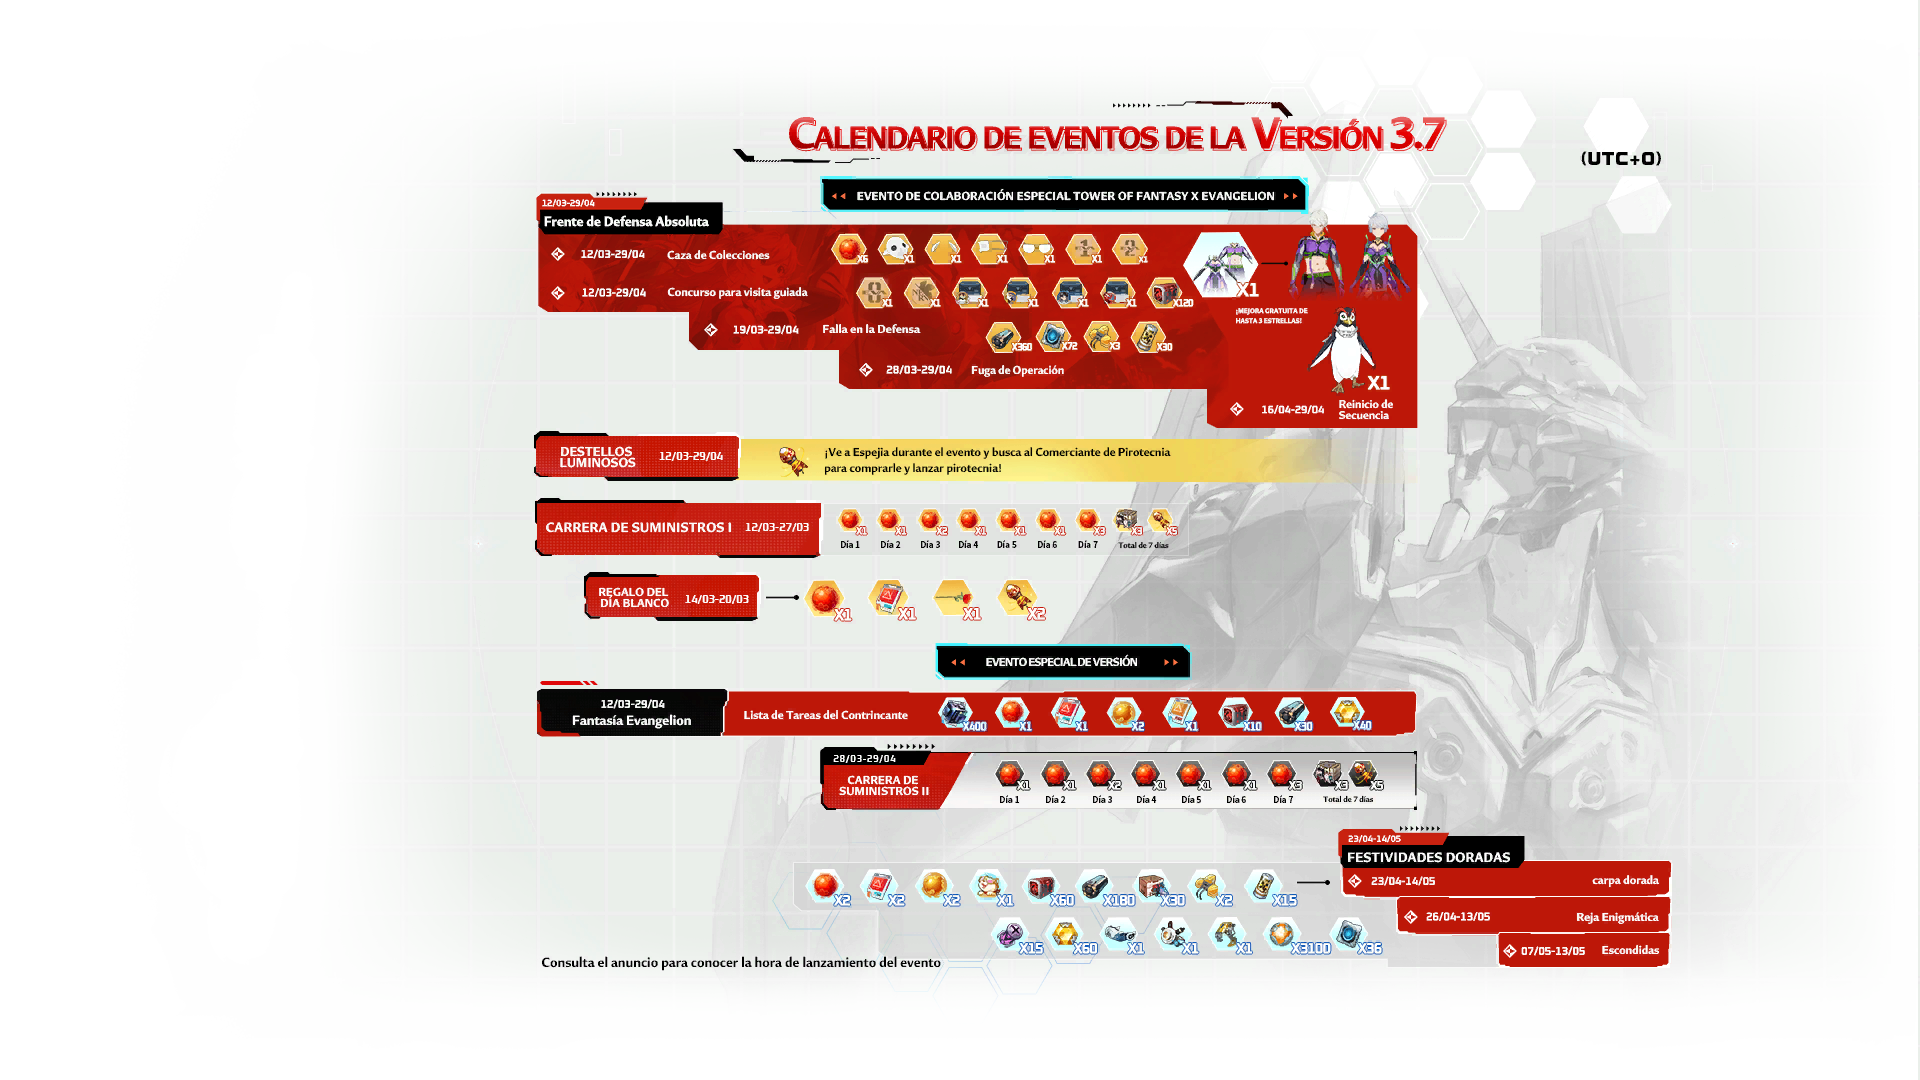 CALENDARIO DE EVENTOS DE LA VERSIÓN 3.7
(UTC+0)
EVENTO DE COLABORACIÓN ESPECIAL TOWER OF FANTASY X EVANGELION
12/03-29/04
Frente de Defensa Absoluta
12/03-29/04 Caza de Colecciones
X6 X1 X1 X1 X1 X1 X1
12/03-29/04 Concurso para visita guiada
X1 X1 X1 X1 X1 X1 X120
X1
¡MEJORA GRATUITA DE
HASTA 3 ESTRELLAS!
19/03-29/04 Falla en la Defensa
X360 X72 X3 X30
28/03-29/04 Fuga de Operación
X1
16/04-29/04 Reinicio de
Secuencia
DESTELLOS
LUMINOSOS
12/03-29/04
¡Ve a Espejia durante el evento y busca al Comerciante de Pirotecnia
para comprarle y lanzar pirotecnia!
CARRERA DE SUMINISTROS I 12/03-27/03
X1 X1 X2 X1 X1 X1 X3 X3 X5
Día 1 Día 2 Día 3 Día 4 Día 5 Día 6 Día 7 Total de 7 días
REGALO DEL
DÍA BLANCO
14/03-20/03
X1 X1 X1 X2
EVENTO ESPECIAL DE VERSIÓN
12/03-29/04
Fantasía Evangelion
Lista de Tareas del Contrincante
X400 X1 X1 X2 X1 X10 X30 X40
28/03-29/04
CARRERA DE
SUMINISTROS II
X1 X1 X2 X1 X1 X1 X3 X3 X5
Día 1 Día 2 Día 3 Día 4 Día 5 Día 6 Día 7 Total de 7 días
23/04-14/05
FESTIVIDADES DORADAS
23/04-14/05 carpa dorada
X2 X2 X2 X1 X60 X180 X30 X2 X15
26/04-13/05 Reja Enigmática
X15 X60 X1 X1 X1 X3100 X36
07/05-13/05 Escondidas
Consulta el anuncio para conocer la hora de lanzamiento del evento